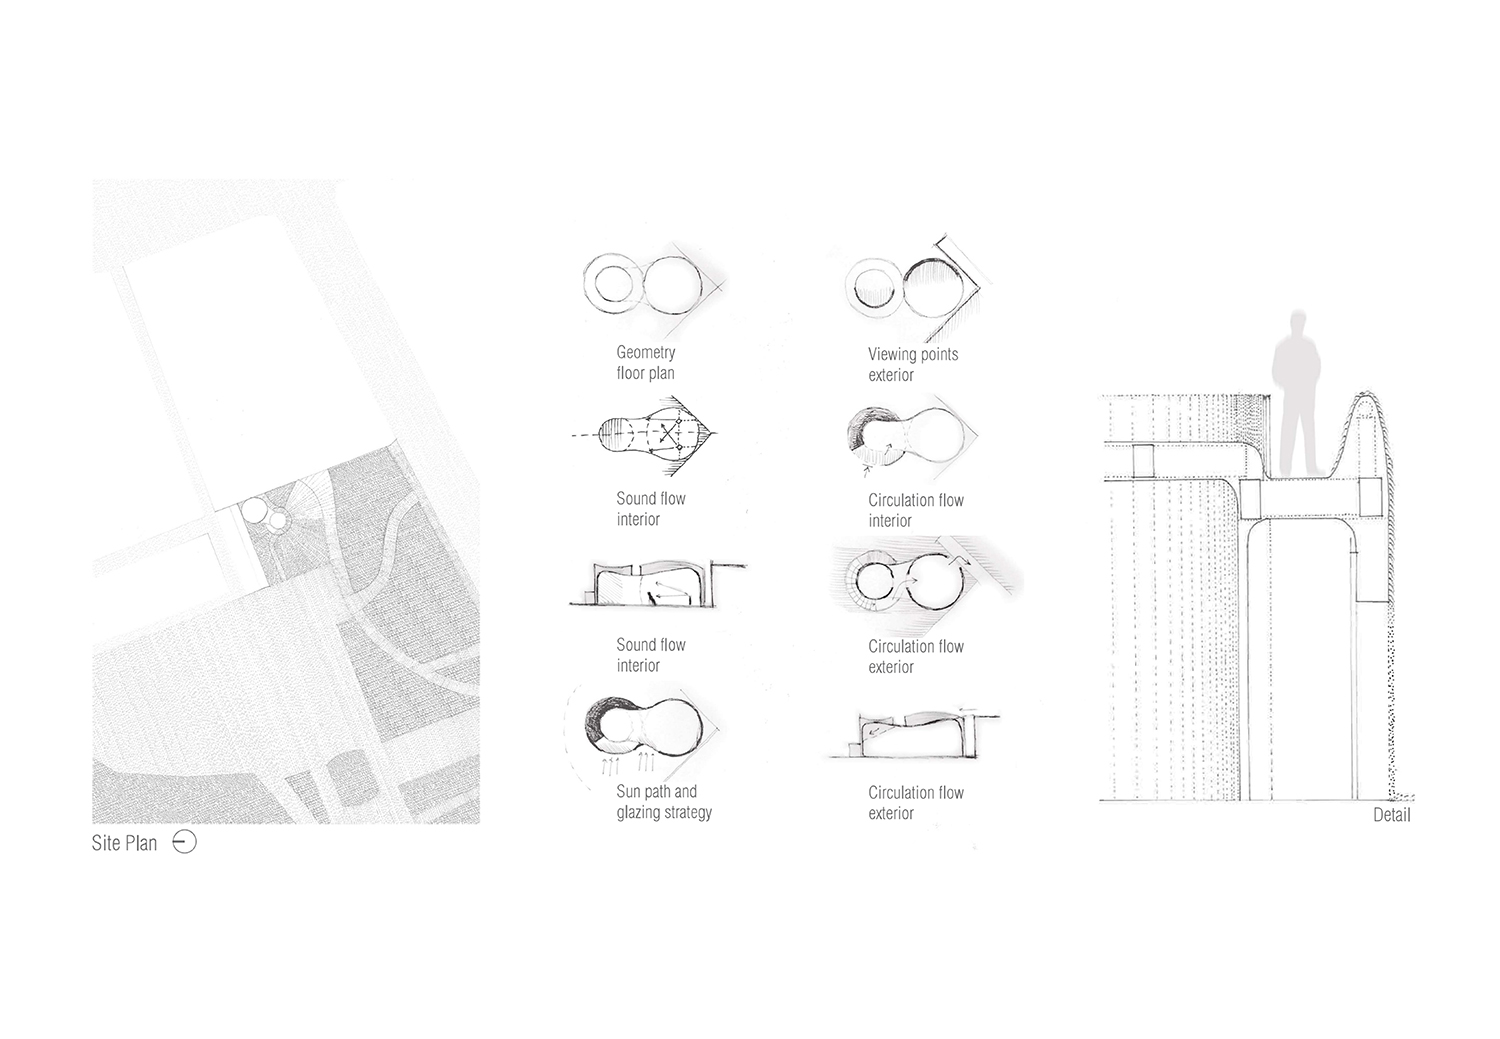 Geometry
floor plan
Sound flow
interior
Sound flow
interior
Sun path and
glazing strategy
Viewing points
exterior
Circulation flow
interior
Circulation flow
exterior
Circulation flow
exterior
Site Plan
Detail